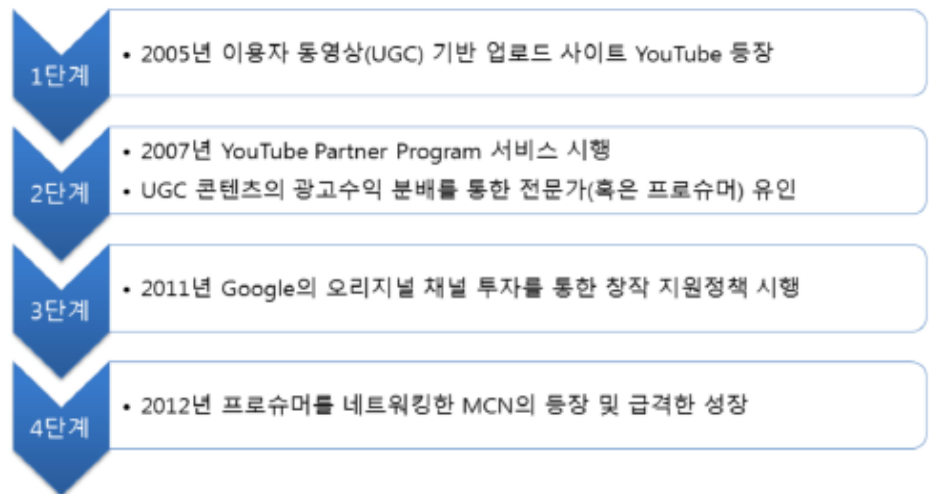 1단계
• 2005년 이용자 동영상(UGC) 기반 업로드 사이트 YouTube 등장
2단계
• 2007년 YouTube Partner Program 서비스 시행
• UGC 콘텐츠의 광고수익 분배를 통한 전문가(혹은 프로슈머) 유인
3단계
• 2011년 Google의 오리지널 채널 투자를 통한 창작 지원정책 시행
4단계
• 2012년 프로슈머를 네트워킹한 MCN의 등장 및 급격한 성장